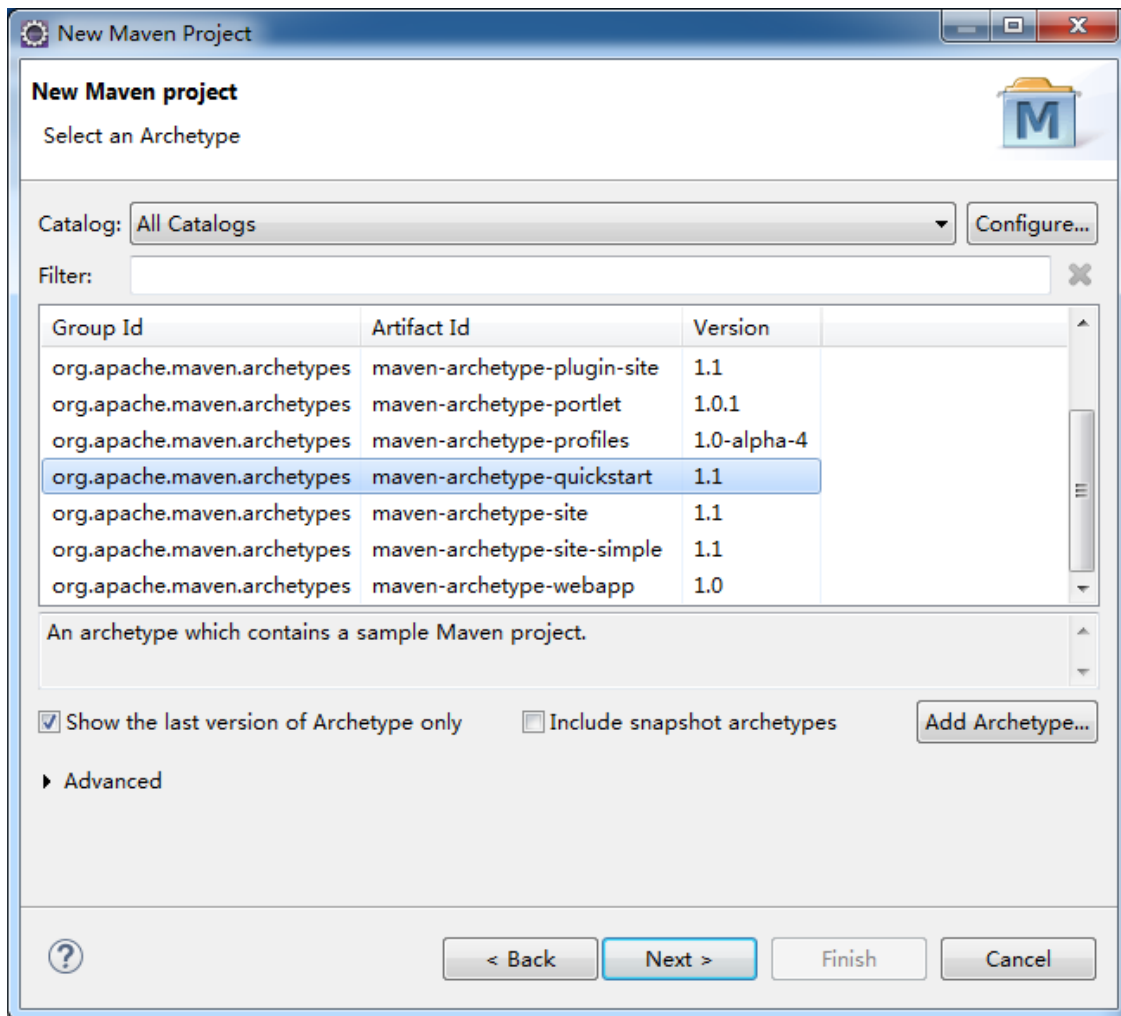 New Maven Project
New Maven project
Select an Archetype
M
Catalog: All Catalogs Configure...
Filter:
Group Id Artifact Id Version
org.apache.maven.archetypes maven-archetype-plugin-site 1.1
org.apache.maven.archetypes maven-archetype-portlet 1.0.1
org.apache.maven.archetypes maven-archetype-profiles 1.0-alpha-4
org.apache.maven.archetypes maven-archetype-quickstart 1.1
org.apache.maven.archetypes maven-archetype-site 1.1
org.apache.maven.archetypes maven-archetype-site-simple 1.1
org.apache.maven.archetypes maven-archetype-webapp 1.0
An archetype which contains a sample Maven project.
Show the last version of Archetype only Include snapshot archetypes Add Archetype...
Advanced
? < Back Next > Finish Cancel